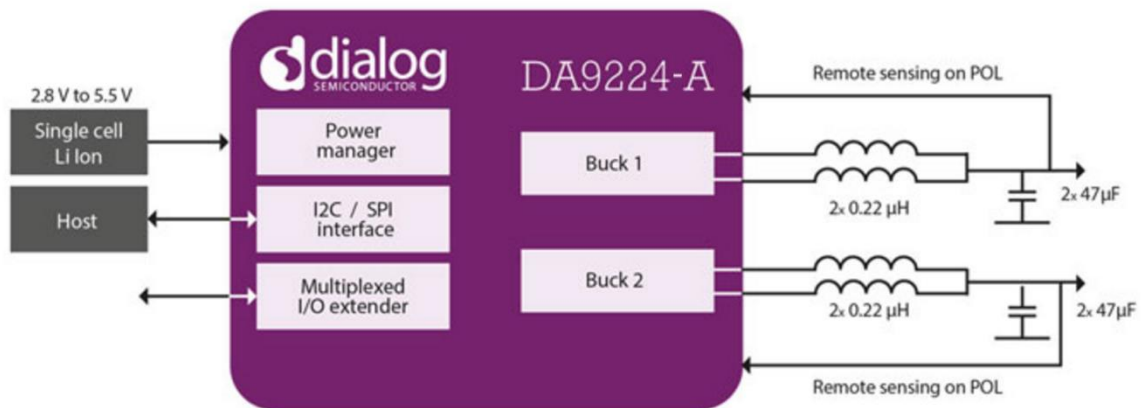 dialog
SEMICONDUCTOR
DA9224-A
2.8 V to 5.5 V
Single cell
Li Ion
Host
Power
manager
I2C / SPI
interface
Multiplexed
I/O extender
Buck 1
Buck 2
Remote sensing on POL
2x 0.22 μH
2x 47μF
2x 0.22 μH
2x 47μF
Remote sensing on POL